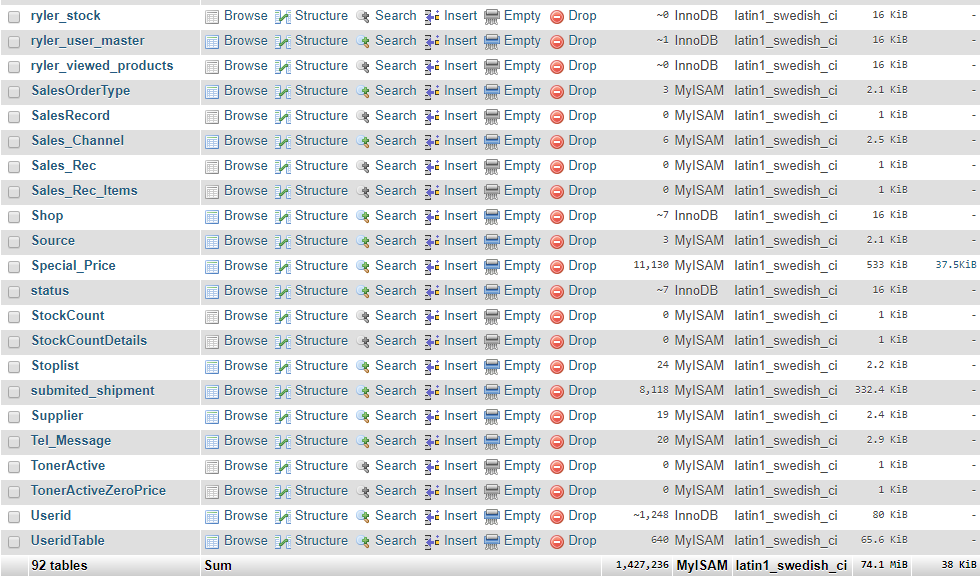 ryler_stock Browse Structure Search Insert Empty Drop ~0 InnoDB latin1_swedish_ci 16 KiB -
ryler_user_master Browse Structure Search Insert Empty Drop ~1 InnoDB latin1_swedish_ci 16 KiB -
ryler_viewed_products Browse Structure Search Insert Empty Drop ~0 InnoDB latin1_swedish_ci 16 KiB -
SalesOrderType Browse Structure Search Insert Empty Drop 3 MyISAM latin1_swedish_ci 2.1 KiB -
SalesRecord Browse Structure Search Insert Empty Drop 0 MyISAM latin1_swedish_ci 1 KiB -
Sales_Channel Browse Structure Search Insert Empty Drop 6 MyISAM latin1_swedish_ci 2.5 KiB -
Sales_Rec Browse Structure Search Insert Empty Drop 0 MyISAM latin1_swedish_ci 1 KiB -
Sales_Rec_Items Browse Structure Search Insert Empty Drop 0 MyISAM latin1_swedish_ci 1 KiB -
Shop Browse Structure Search Insert Empty Drop ~7 InnoDB latin1_swedish_ci 16 KiB -
Source Browse Structure Search Insert Empty Drop 3 MyISAM latin1_swedish_ci 2.1 KiB -
Special_Price Browse Structure Search Insert Empty Drop 11,130 MyISAM latin1_swedish_ci 533 KiB 37.5KiB
status Browse Structure Search Insert Empty Drop ~7 InnoDB latin1_swedish_ci 16 KiB -
StockCount Browse Structure Search Insert Empty Drop 0 MyISAM latin1_swedish_ci 1 KiB -
StockCountDetails Browse Structure Search Insert Empty Drop 0 MyISAM latin1_swedish_ci 1 KiB -
Stoplist Browse Structure Search Insert Empty Drop 24 MyISAM latin1_swedish_ci 2.2 KiB -
submited_shipment Browse Structure Search Insert Empty Drop 8,118 MyISAM latin1_swedish_ci 332.4 KiB -
Supplier Browse Structure Search Insert Empty Drop 19 MyISAM latin1_swedish_ci 2.4 KiB -
Tel_Message Browse Structure Search Insert Empty Drop 20 MyISAM latin1_swedish_ci 2.9 KiB -
TonerActive Browse Structure Search Insert Empty Drop 0 MyISAM latin1_swedish_ci 1 KiB -
TonerActiveZeroPrice Browse Structure Search Insert Empty Drop 0 MyISAM latin1_swedish_ci 1 KiB -
Userid Browse Structure Search Insert Empty Drop ~1,248 InnoDB latin1_swedish_ci 80 KiB -
UseridTable Browse Structure Search Insert Empty Drop 640 MyISAM latin1_swedish_ci 65.6 KiB -
92 tables Sum 1,427,236 MyISAM latin1_swedish_ci 74.1 MiB 38 KiB